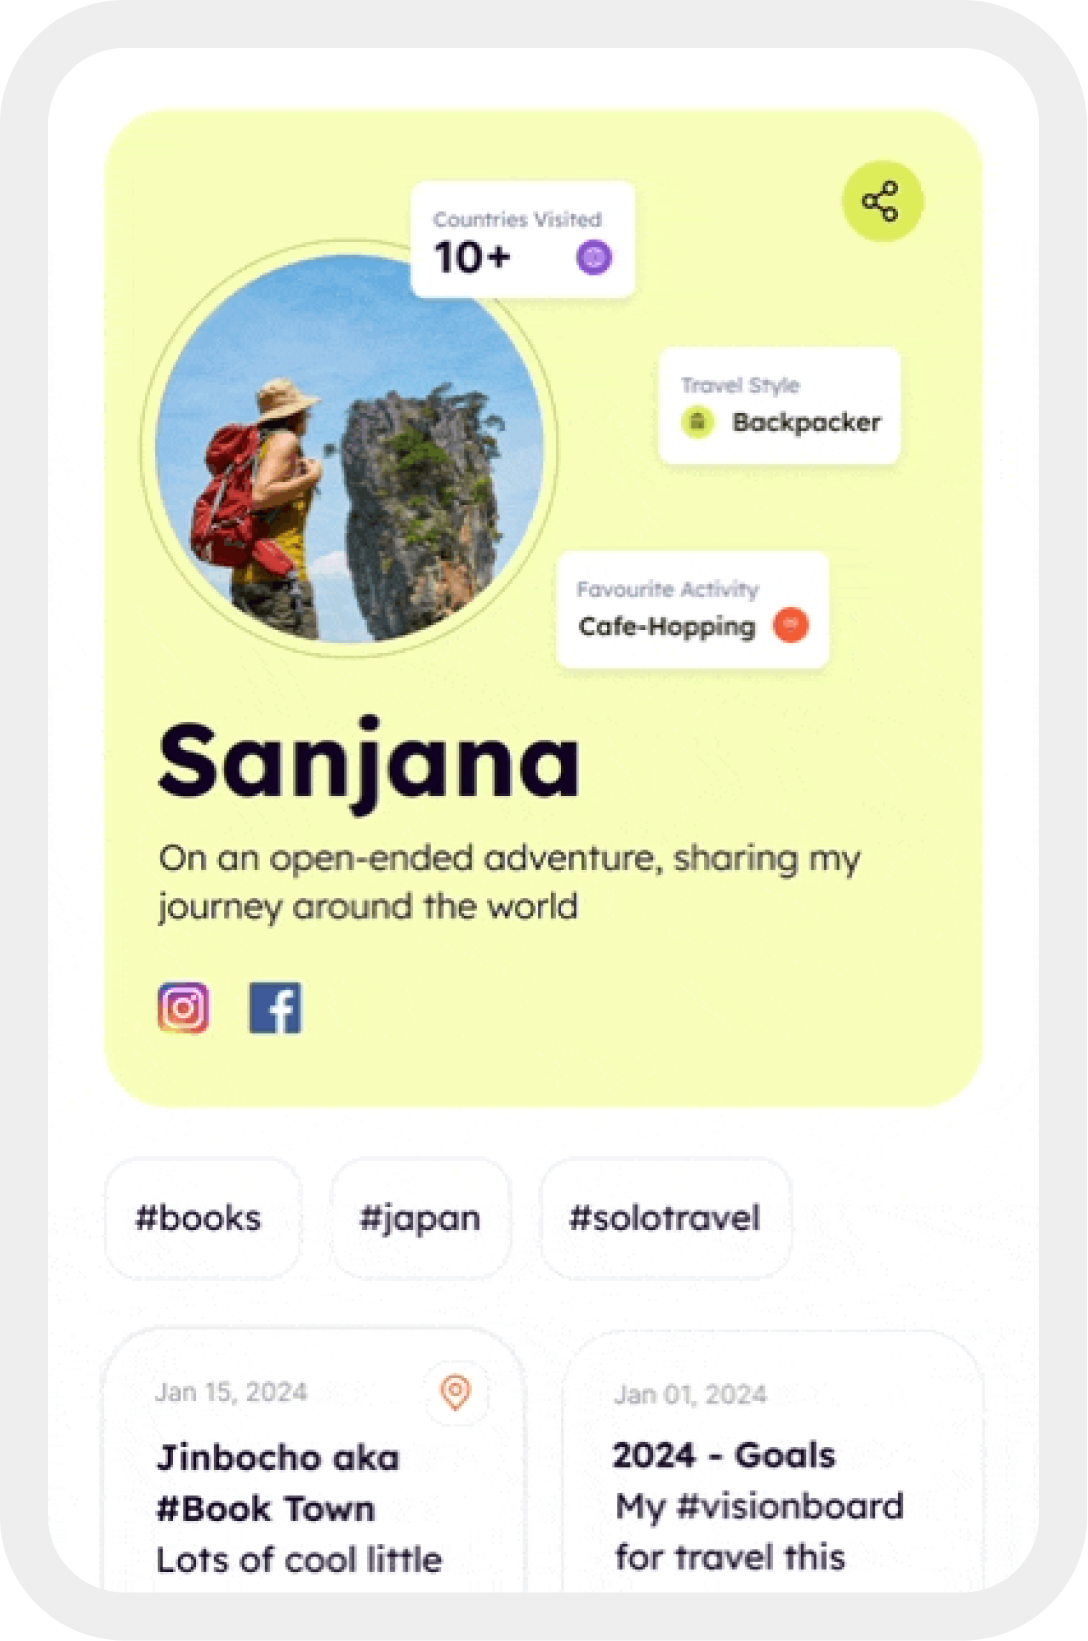 Countries Visited
10+
Travel Style
Backpacker
Favourite Activity
Cafe-Hopping
Sanjana
On an open-ended adventure, sharing my
journey around the world
#books
#japan
#solotravel
Jan 15, 2024
Jinbocho aka
#Book Town
Lots of cool little
Jan 01, 2024
2024 - Goals
My #visionboard
for travel this